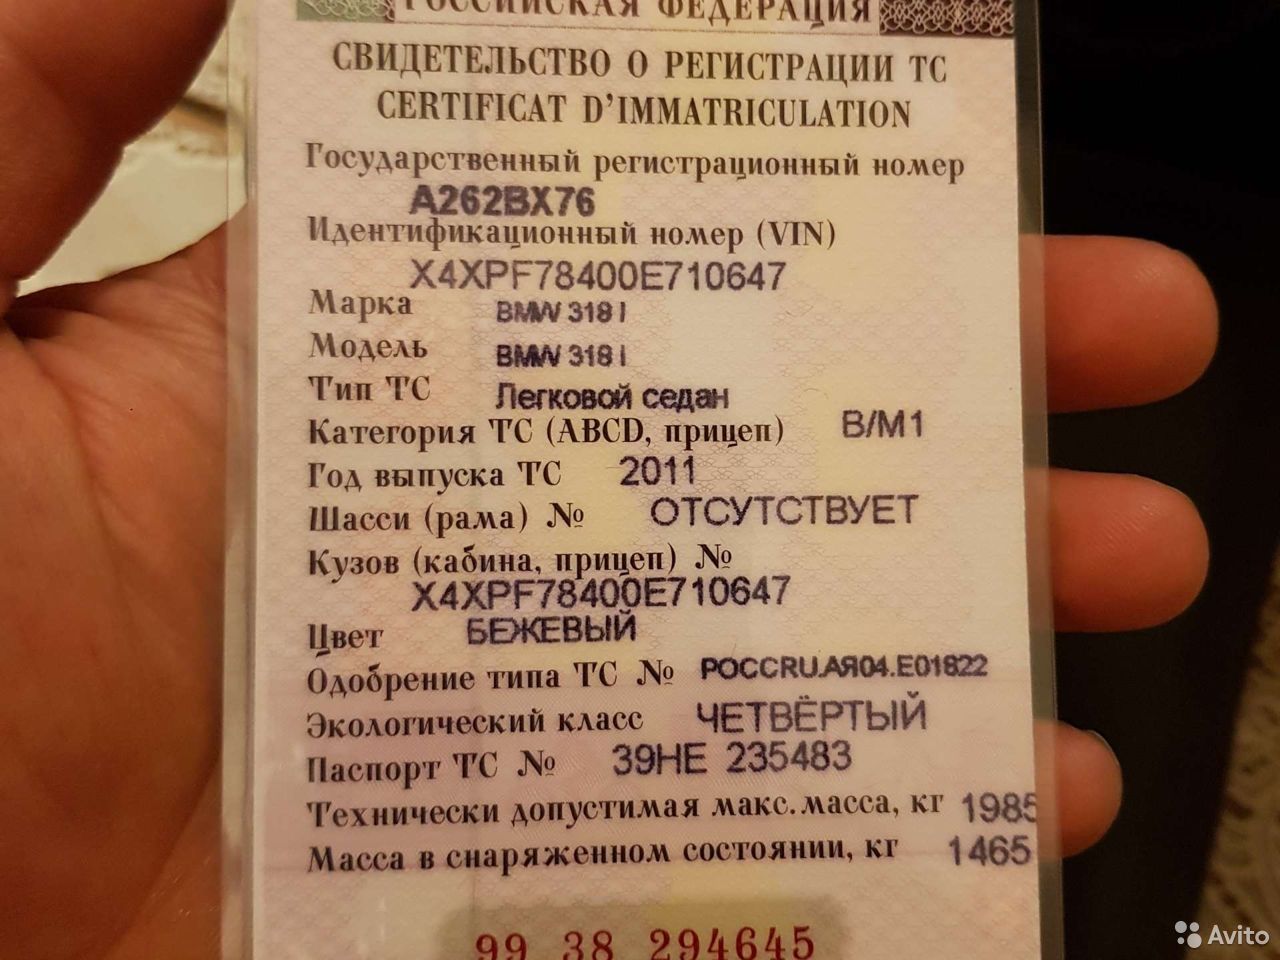 РОССИЙСКАЯ ФЕДЕРАЦИЯ
СВИДЕТЕЛЬСТВО О РЕГИСТРАЦИИ ТС
CERTIFICAT D'IMMATRICULATION
Государственный регистрационный номер
А262ВХ76
Идентификационный номер (VIN)
X4XPF78400E710647
Марка BMW 318 I
Модель BMW 318 I
Тип ТС Легковой седан
Категория ТС (ABCD, прицеп) B/M1
Год выпуска ТС 2011
Шасси (рама) № ОТСУТСТВУЕТ
Кузов (кабина, прицеп) №
X4XPF78400E710647
Цвет БЕЖЕВЫЙ
Одобрение типа ТС № РОССRU.АЯ04.Е01822
Экологический класс ЧЕТВЁРТЫЙ
Паспорт ТС № 39НЕ 235483
Технически допустимая макс. масса, кг 1985
Масса в снаряженном состоянии, кг 1465
99 38 294645
Avito